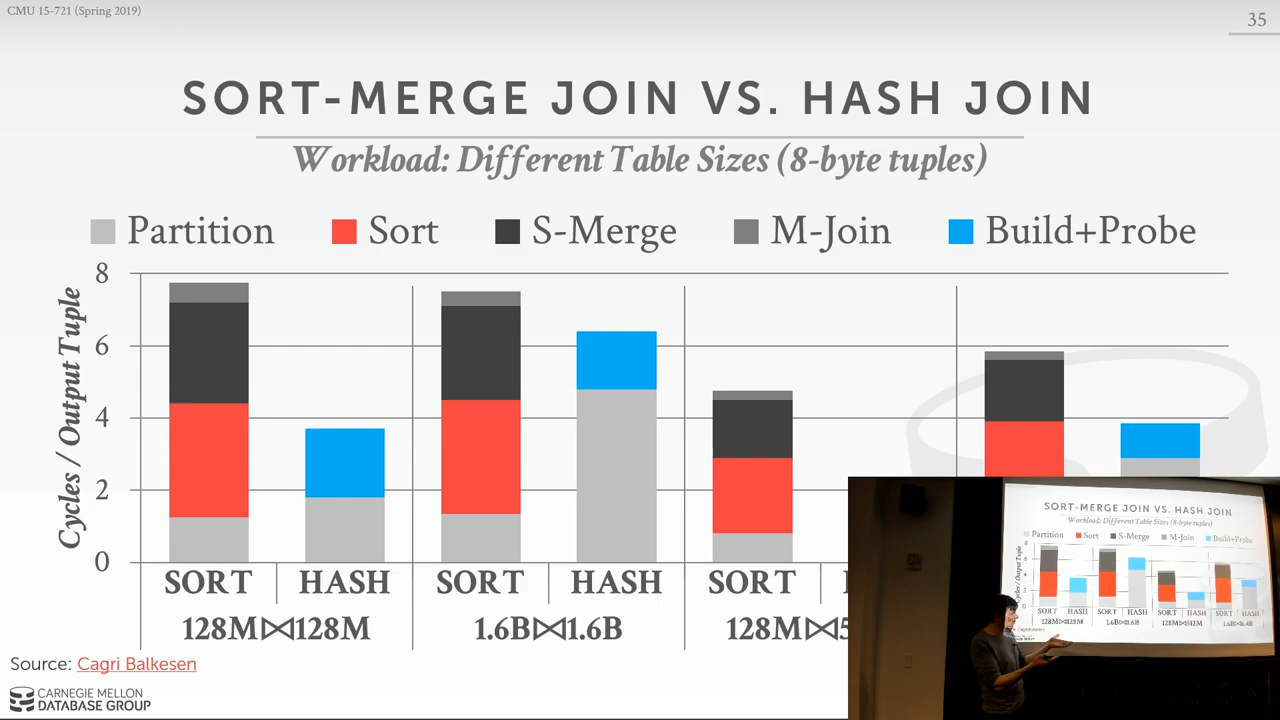 CMU 15-721 (Spring 2019)
35
SORT-MERGE JOIN VS. HASH JOIN
Workload: Different Table Sizes (8-byte tuples)
Partition Sort S-Merge M-Join Build+Probe
Cycles / Output Tuple
8
6
4
2
0
SORT HASH SORT HASH SORT
128M⋈128M 1.6B⋈1.6B 128M⋈5
Source: Cagri Balkesen
CARNEGIE MELLON
DATABASE GROUP
SORT-MERGE JOIN VS. HASH JOIN
Workload: Different Table Sizes (8-byte tuples)
Partition Sort S-Merge M-Join Build+Probe
SORT HASH SORT HASH SORT HASH SORT HASH
128M⋈128M 1.6B⋈1.6B 128M⋈512M